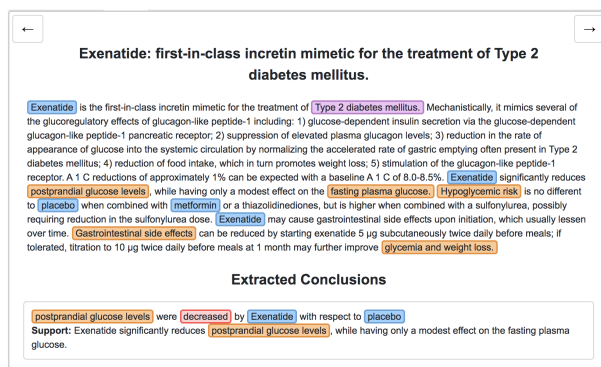 ←
→
Exenatide: first-in-class incretin mimetic for the treatment of Type 2
diabetes mellitus.
Exenatide is the first-in-class incretin mimetic for the treatment of Type 2 diabetes mellitus. Mechanistically, it mimics several of
the glucoregulatory effects of glucagon-like peptide-1 including: 1) glucose-dependent insulin secretion via the glucose-dependent
glucagon-like peptide-1 pancreatic receptor; 2) suppression of elevated plasma glucagon levels; 3) reduction in the rate of
appearance of glucose into the systemic circulation by normalizing the accelerated rate of gastric emptying often present in Type 2
diabetes mellitus; 4) reduction of food intake, which in turn promotes weight loss; 5) stimulation of the glucagon-like peptide-1
receptor. A 1 C reductions of approximately 1% can be expected with a baseline A 1 C of 8.0-8.5%. Exenatide significantly reduces
postprandial glucose levels , while having only a modest effect on the fasting plasma glucose. Hypoglycemic risk is no different
to placebo when combined with metformin or a thiazolidinediones, but is higher when combined with a sulfonylurea, possibly
requiring reduction in the sulfonylurea dose. Exenatide may cause gastrointestinal side effects upon initiation, which usually lessen
over time. Gastrointestinal side effects can be reduced by starting exenatide 5 µg subcutaneously twice daily before meals; if
tolerated, titration to 10 µg twice daily before meals at 1 month may further improve glycemia and weight loss.
Extracted Conclusions
postprandial glucose levels were decreased by Exenatide with respect to placebo
Support: Exenatide significantly reduces postprandial glucose levels , while having only a modest effect on the fasting plasma
glucose.